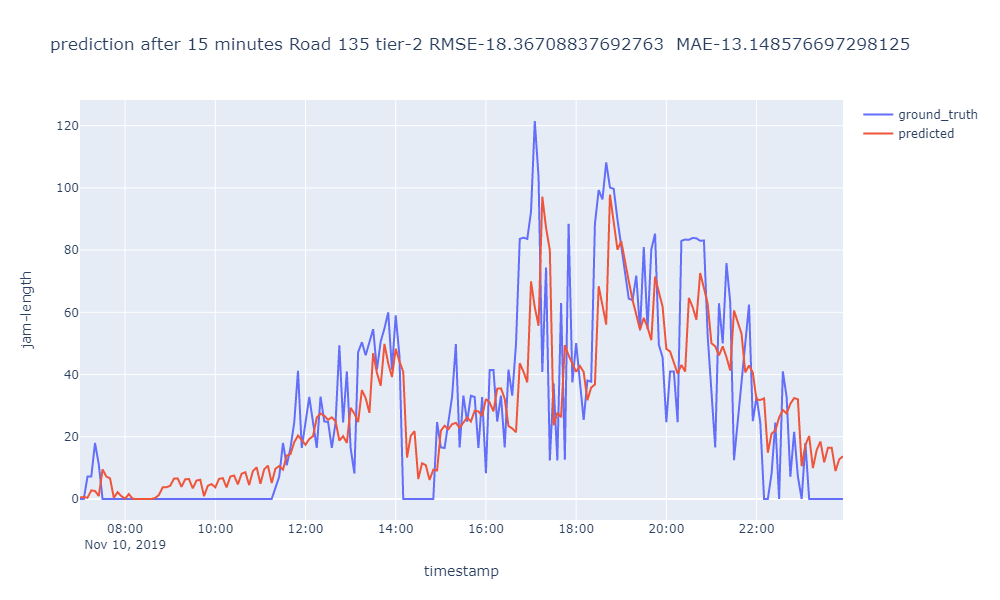 prediction after 15 minutes Road 135 tier-2 RMSE-18.36708837692763 MAE-13.148576697298125
ground_truth
predicted
120
100
80
60
40
20
0
jam-length
08:00 10:00 12:00 14:00 16:00 18:00 20:00 22:00
Nov 10, 2019
timestamp